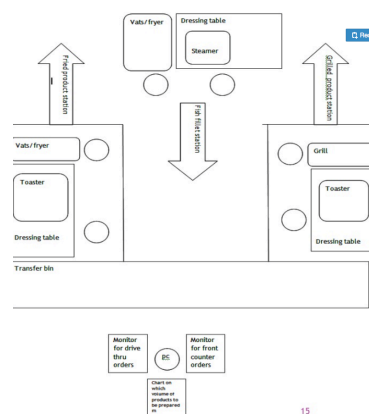 Vats/fryer
Dressing table
Steamer
Fried product station
Fish fillet station
Grilled product station
Vats/fryer
Toaster
Dressing table
Grill
Toaster
Dressing table
Transfer bin
Monitor
for drive
thru
orders
Monitor
for front
counter
orders
Chart on
which
volume of
products to
be prepared
15